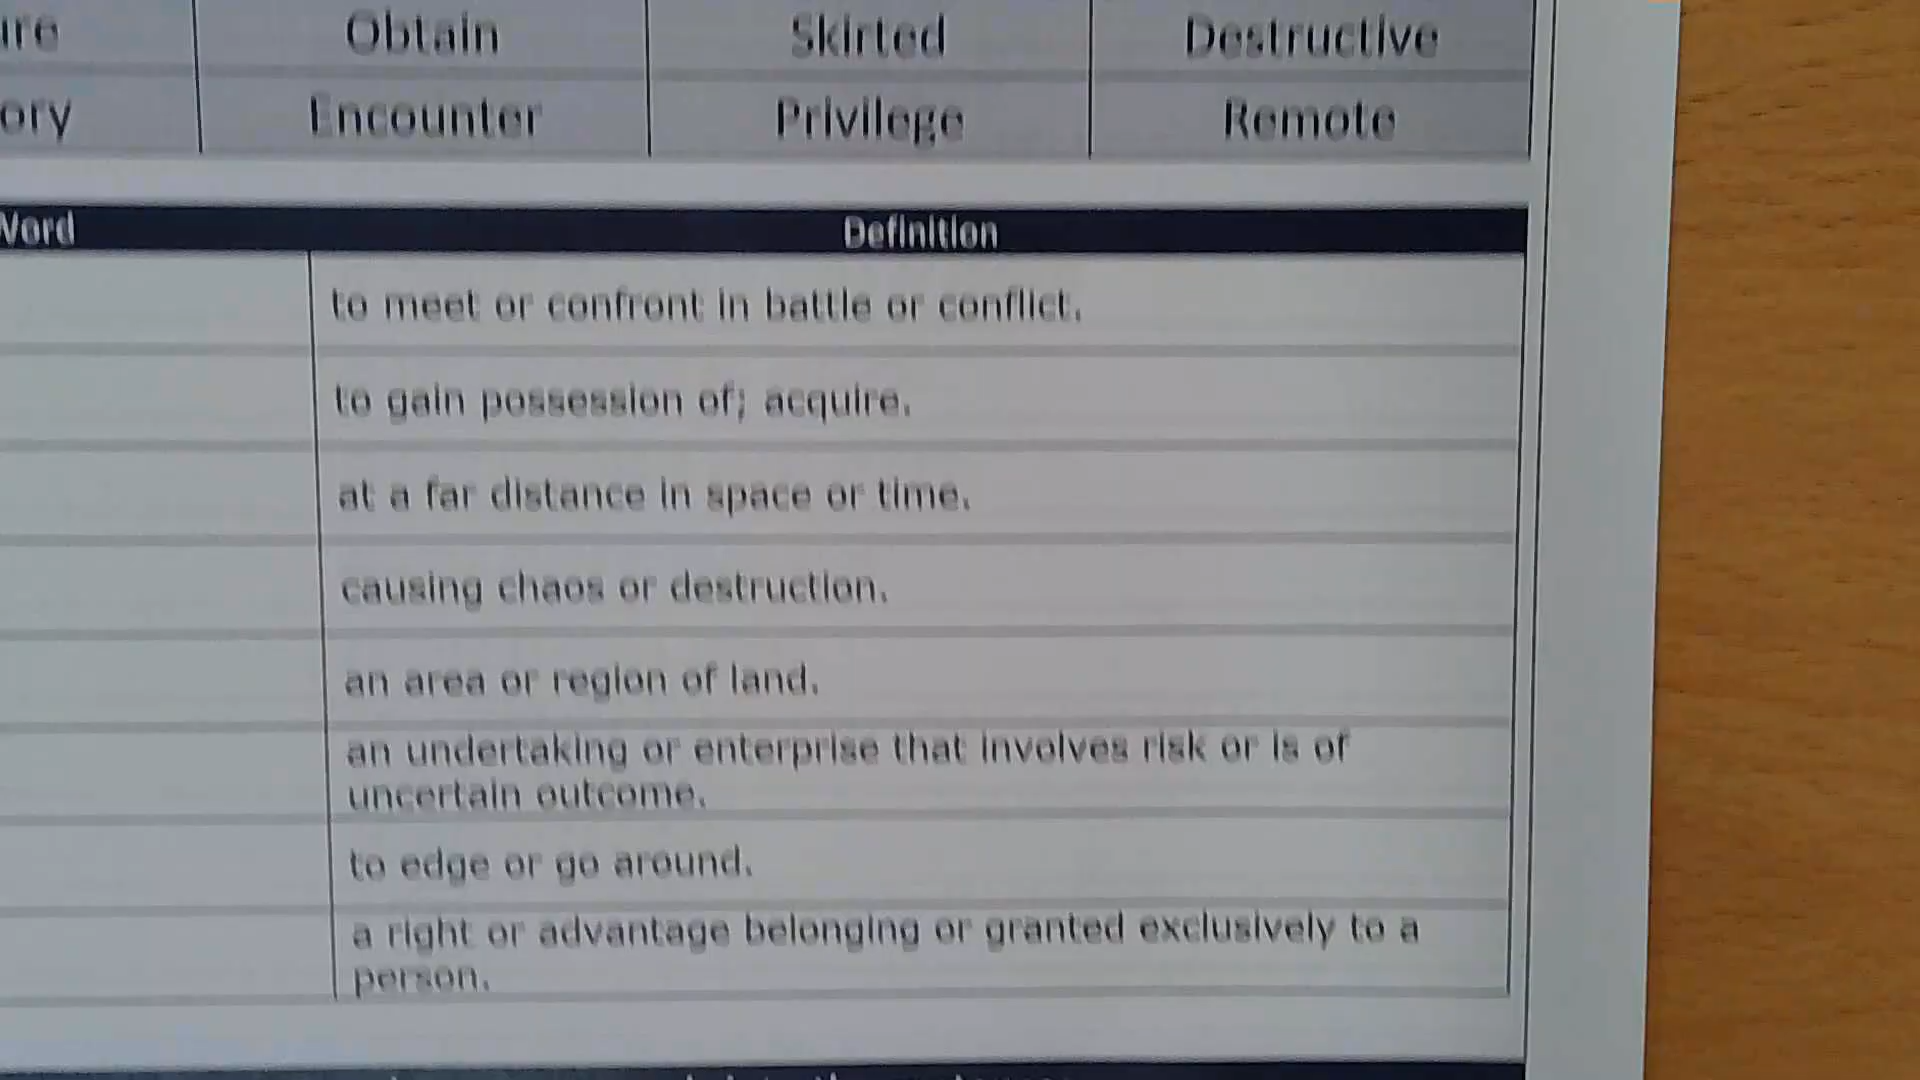 ure Obtain Skirted Destructive
ory Encounter Privilege Remote
Word Definition
to meet or confront in battle or conflict.
to gain possession of; acquire.
at a far distance in space or time.
causing chaos or destruction.
an area or region of land.
an undertaking or enterprise that involves risk or is of
uncertain outcome.
to edge or go around.
a right or advantage belonging or granted exclusively to a
person.